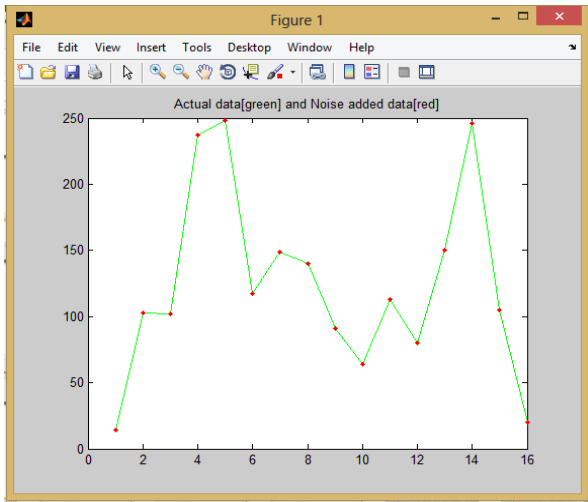 Figure 1
File Edit View Insert Tools Desktop Window Help
Actual data[green] and Noise added data[red]
250
200
150
100
50
0
0 2 4 6 8 10 12 14 16